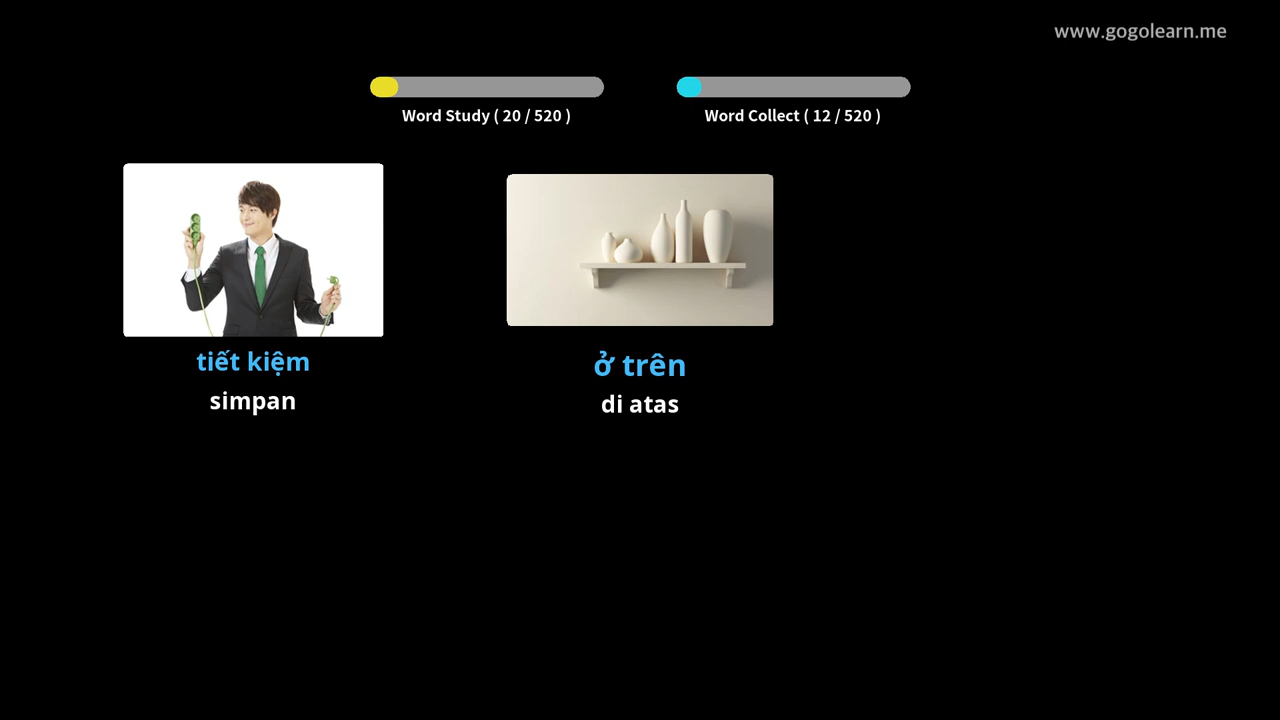 www.gogolearn.me
Word Study ( 20 / 520 )
Word Collect ( 12 / 520 )
tiết kiệm
simpan
ở trên
di atas